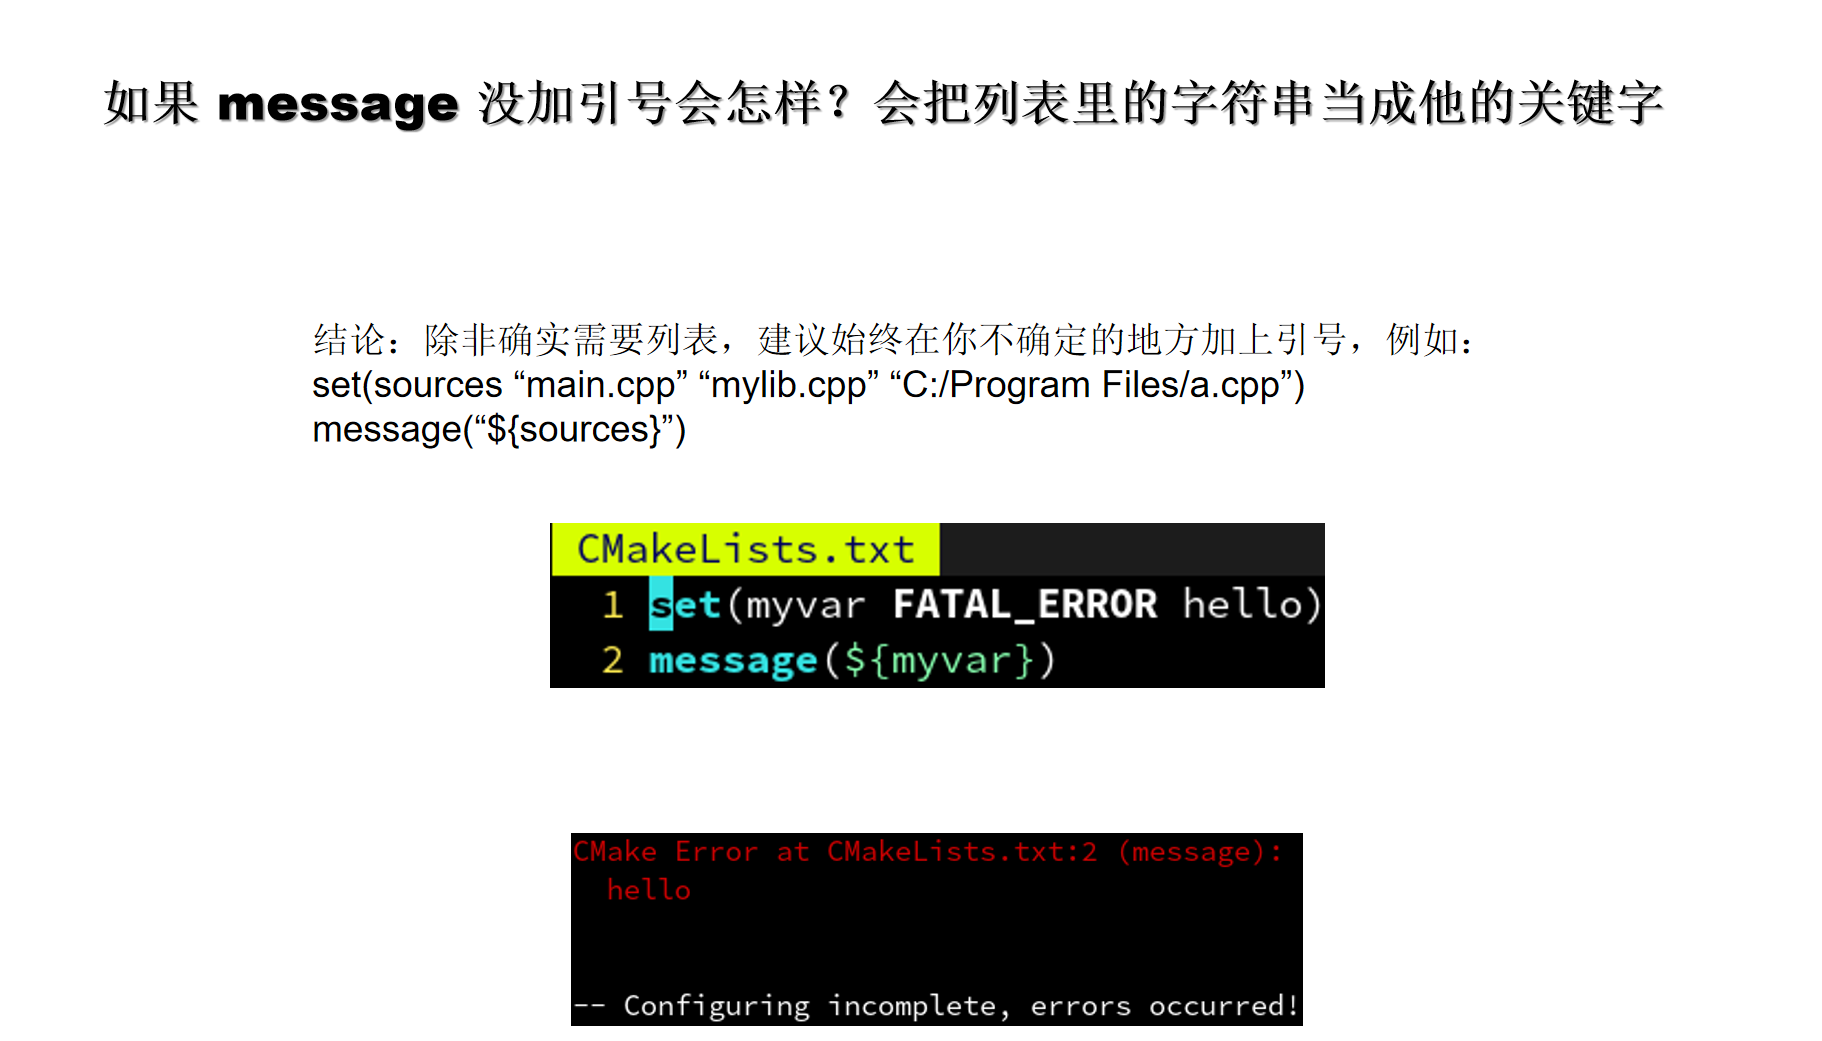 如果 message 没加引号会怎样？会把列表里的字符串当成他的关键字
结论：除非确实需要列表，建议始终在你不确定的地方加上引号，例如：
set(sources “main.cpp” “mylib.cpp” “C:/Program Files/a.cpp”)
message(“${sources}”)
CMakeLists.txt
1 set(myvar FATAL_ERROR hello)
2 message(${myvar})
CMake Error at CMakeLists.txt:2 (message):
hello
-- Configuring incomplete, errors occurred!